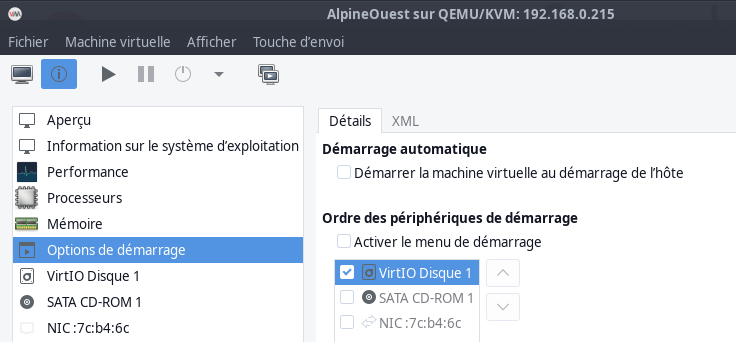 AlpineOuest sur QEMU/KVM: 192.168.0.215
Fichier Machine virtuelle Afficher Touche d’envoi
Détails XML
Aperçu
Information sur le système d’exploitation
Performance
Processeurs
Mémoire
Options de démarrage
VirtIO Disque 1
SATA CD-ROM 1
NIC :7c:b4:6c
Démarrage automatique
Démarrer la machine virtuelle au démarrage de l’hôte
Ordre des périphériques de démarrage
Activer le menu de démarrage
VirtIO Disque 1
SATA CD-ROM 1
NIC :7c:b4:6c